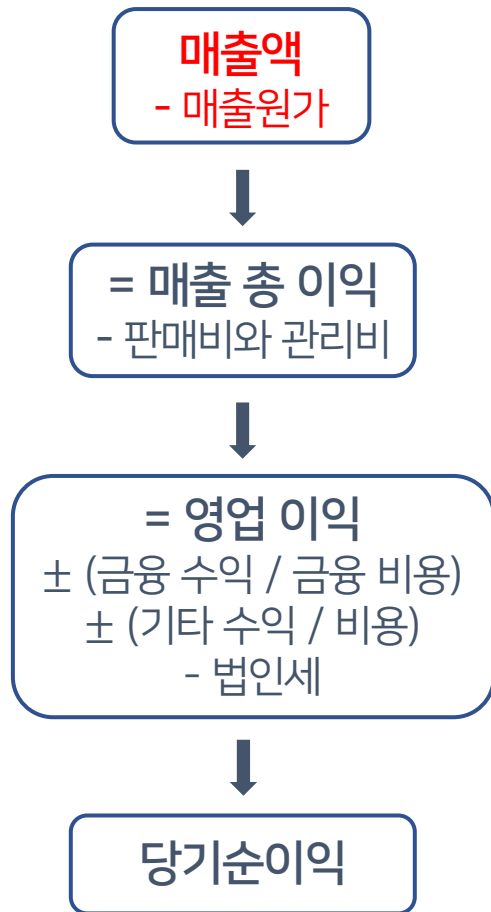 매출액
- 매출원가
= 매출 총 이익
- 판매비와 관리비
= 영업 이익
± (금융 수익 / 금융 비용)
± (기타 수익 / 비용)
- 법인세
당기순이익